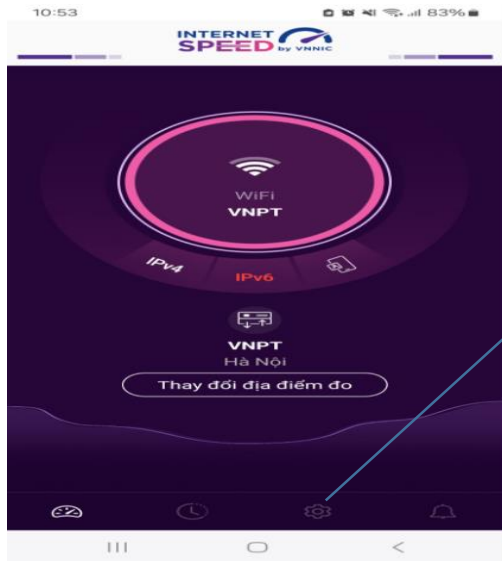 10:53
83%
INTERNET
SPEED by VNNIC
WiFi
VNPT
IPv4
IPv6
VNPT
Hà Nội
Thay đổi địa điểm đo